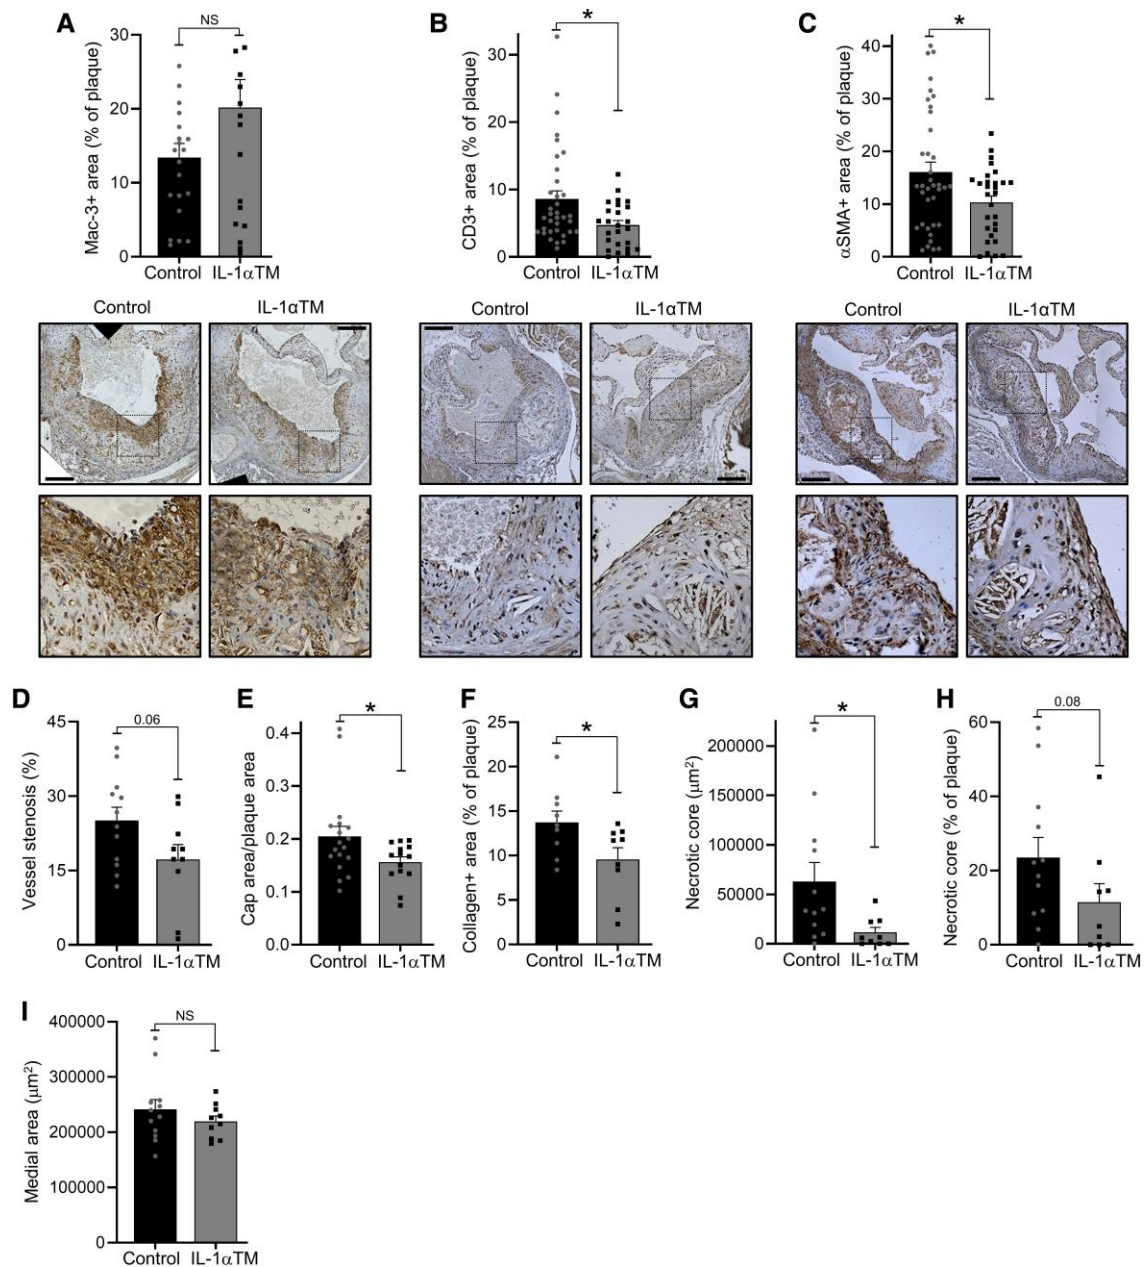 A
NS
Mac-3+ area (% of plaque)
30
20
10
0
Control IL-1αTM
B
*
CD3+ area (% of plaque)
30
20
10
0
Control IL-1αTM
C
*
αSMA+ area (% of plaque)
40
30
20
10
0
Control IL-1αTM
Control IL-1αTM
Control IL-1αTM
Control IL-1αTM
D
0.06
Vessel stenosis (%)
45
30
15
0
Control IL-1αTM
E
*
Cap area/plaque area
0.4
0.3
0.2
0.1
0.0
Control IL-1αTM
F
*
Collagen+ area (% of plaque)
25
20
15
10
5
0
Control IL-1αTM
G
*
Necrotic core (μm²)
200000
150000
100000
50000
0
Control IL-1αTM
H
0.08
Necrotic core (% of plaque)
60
40
20
0
Control IL-1αTM
I
NS
Medial area (μm²)
400000
300000
200000
100000
0
Control IL-1αTM